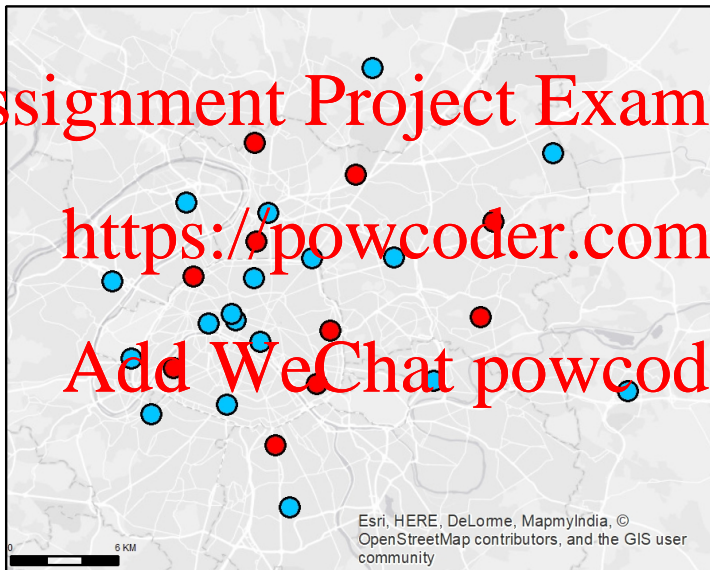 ssignment Project Exam
https://powcoder.com
Add WeChat powcod
Esri, HERE, DeLorme, MapmyIndia, ©
OpenStreetMap contributors, and the GIS user
community
0 6 KM